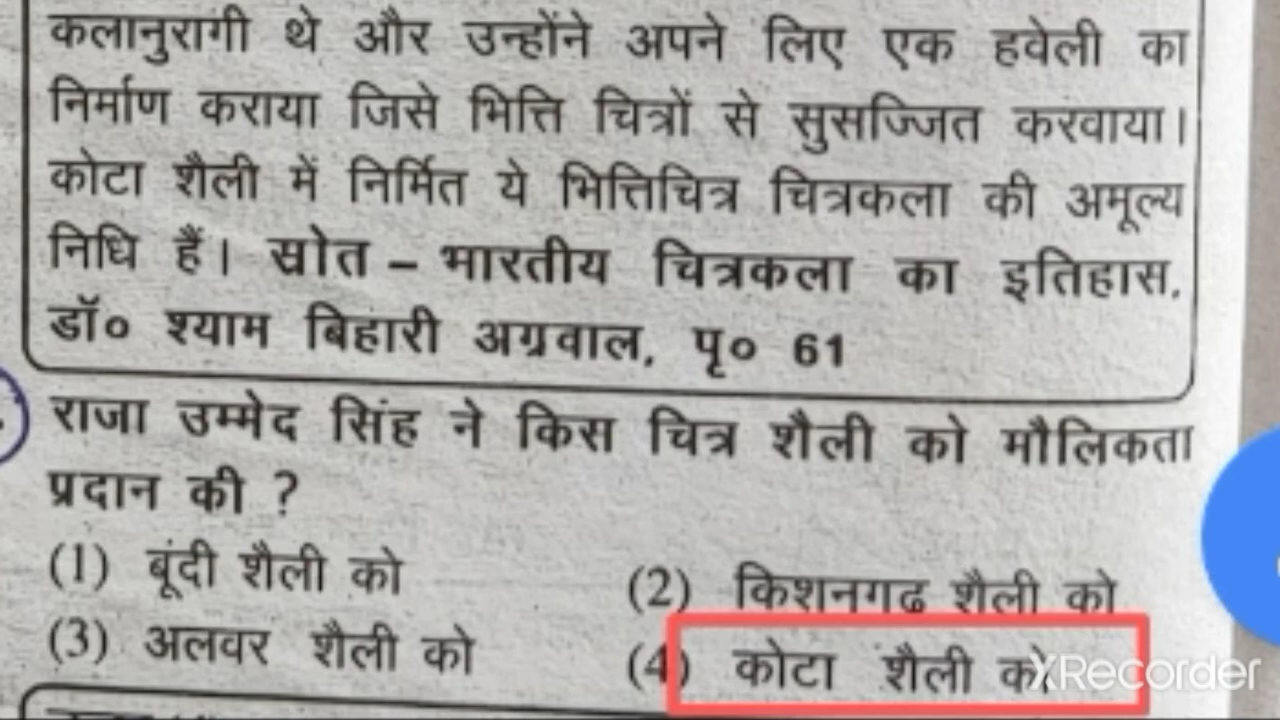 कलानुरागी थे और उन्होंने अपने लिए एक हवेली का
निर्माण कराया जिसे भित्ति चित्रों से सुसज्जित करवाया।
कोटा शैली में निर्मित ये भित्तिचित्र चित्रकला की अमूल्य
निधि हैं। स्रोत – भारतीय चित्रकला का इतिहास,
डॉ० श्याम बिहारी अग्रवाल, पृ० 61
राजा उम्मेद सिंह ने किस चित्र शैली को मौलिकता
प्रदान की ?
(1) बूंदी शैली को
(2) किशनगढ शैली को
(3) अलवर शैली को
(4) कोटा शैली को
XRecorder